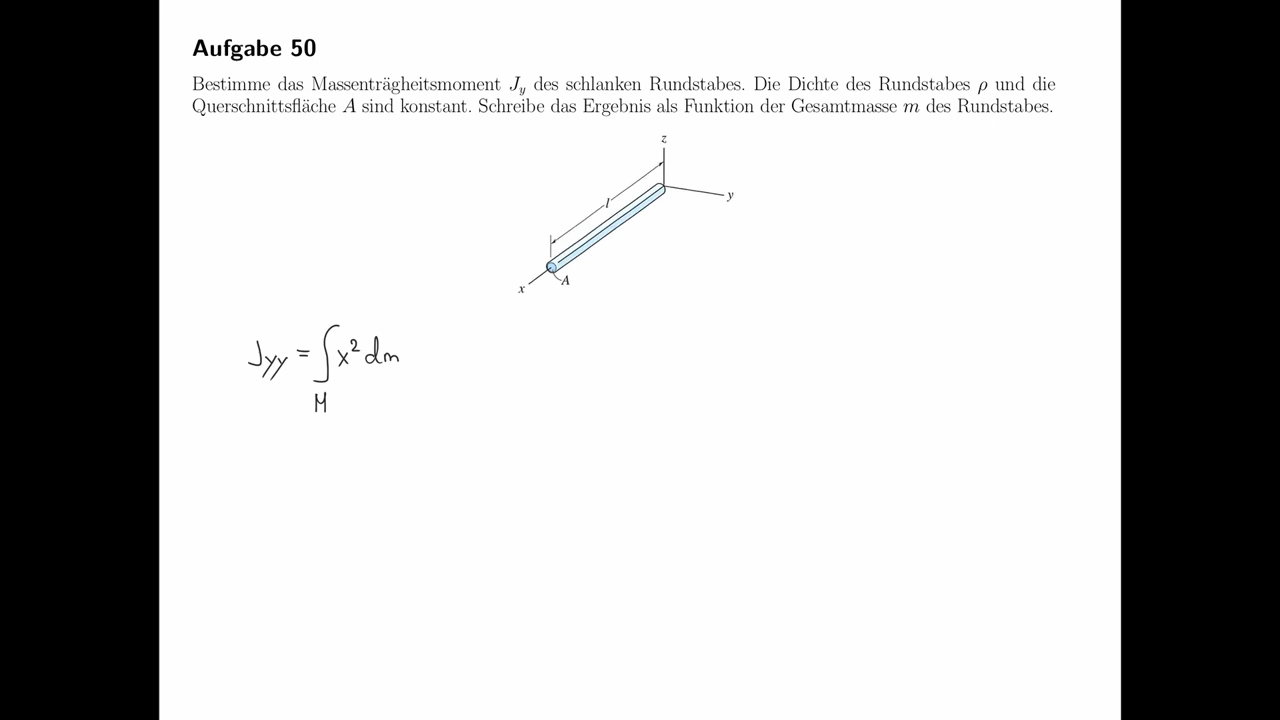 Aufgabe 50
Bestimme das Massenträgheitsmoment J_y des schlanken Rundstabes. Die Dichte des Rundstabes ρ und die
Querschnittsfläche A sind konstant. Schreibe das Ergebnis als Funktion der Gesamtmasse m des Rundstabes.
z
l
y
A
x
J_yy = ∫ x² dm
M